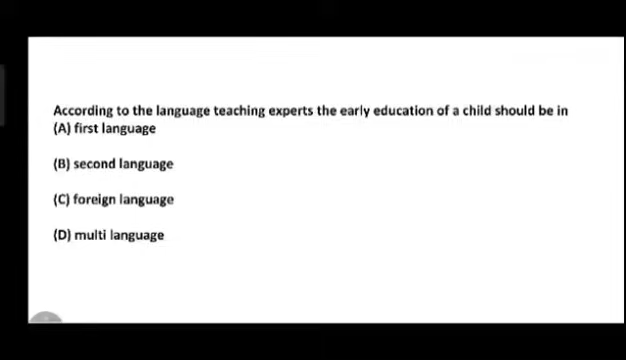 According to the language teaching experts the early education of a child should be in
(A) first language
(B) second language
(C) foreign language
(D) multi language